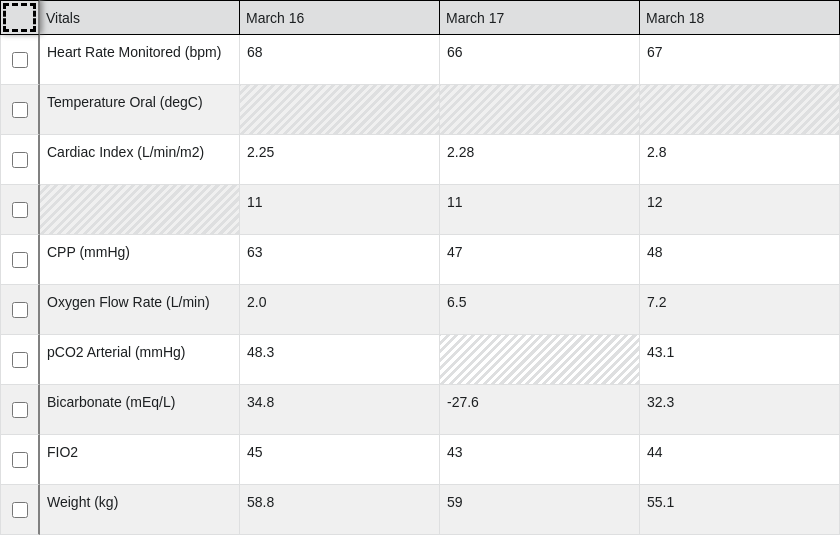 Vitals March 16 March 17 March 18
Heart Rate Monitored (bpm) 68 66 67
Temperature Oral (degC)
Cardiac Index (L/min/m2) 2.25 2.28 2.8
11 11 12
CPP (mmHg) 63 47 48
Oxygen Flow Rate (L/min) 2.0 6.5 7.2
pCO2 Arterial (mmHg) 48.3 43.1
Bicarbonate (mEq/L) 34.8 -27.6 32.3
FIO2 45 43 44
Weight (kg) 58.8 59 55.1